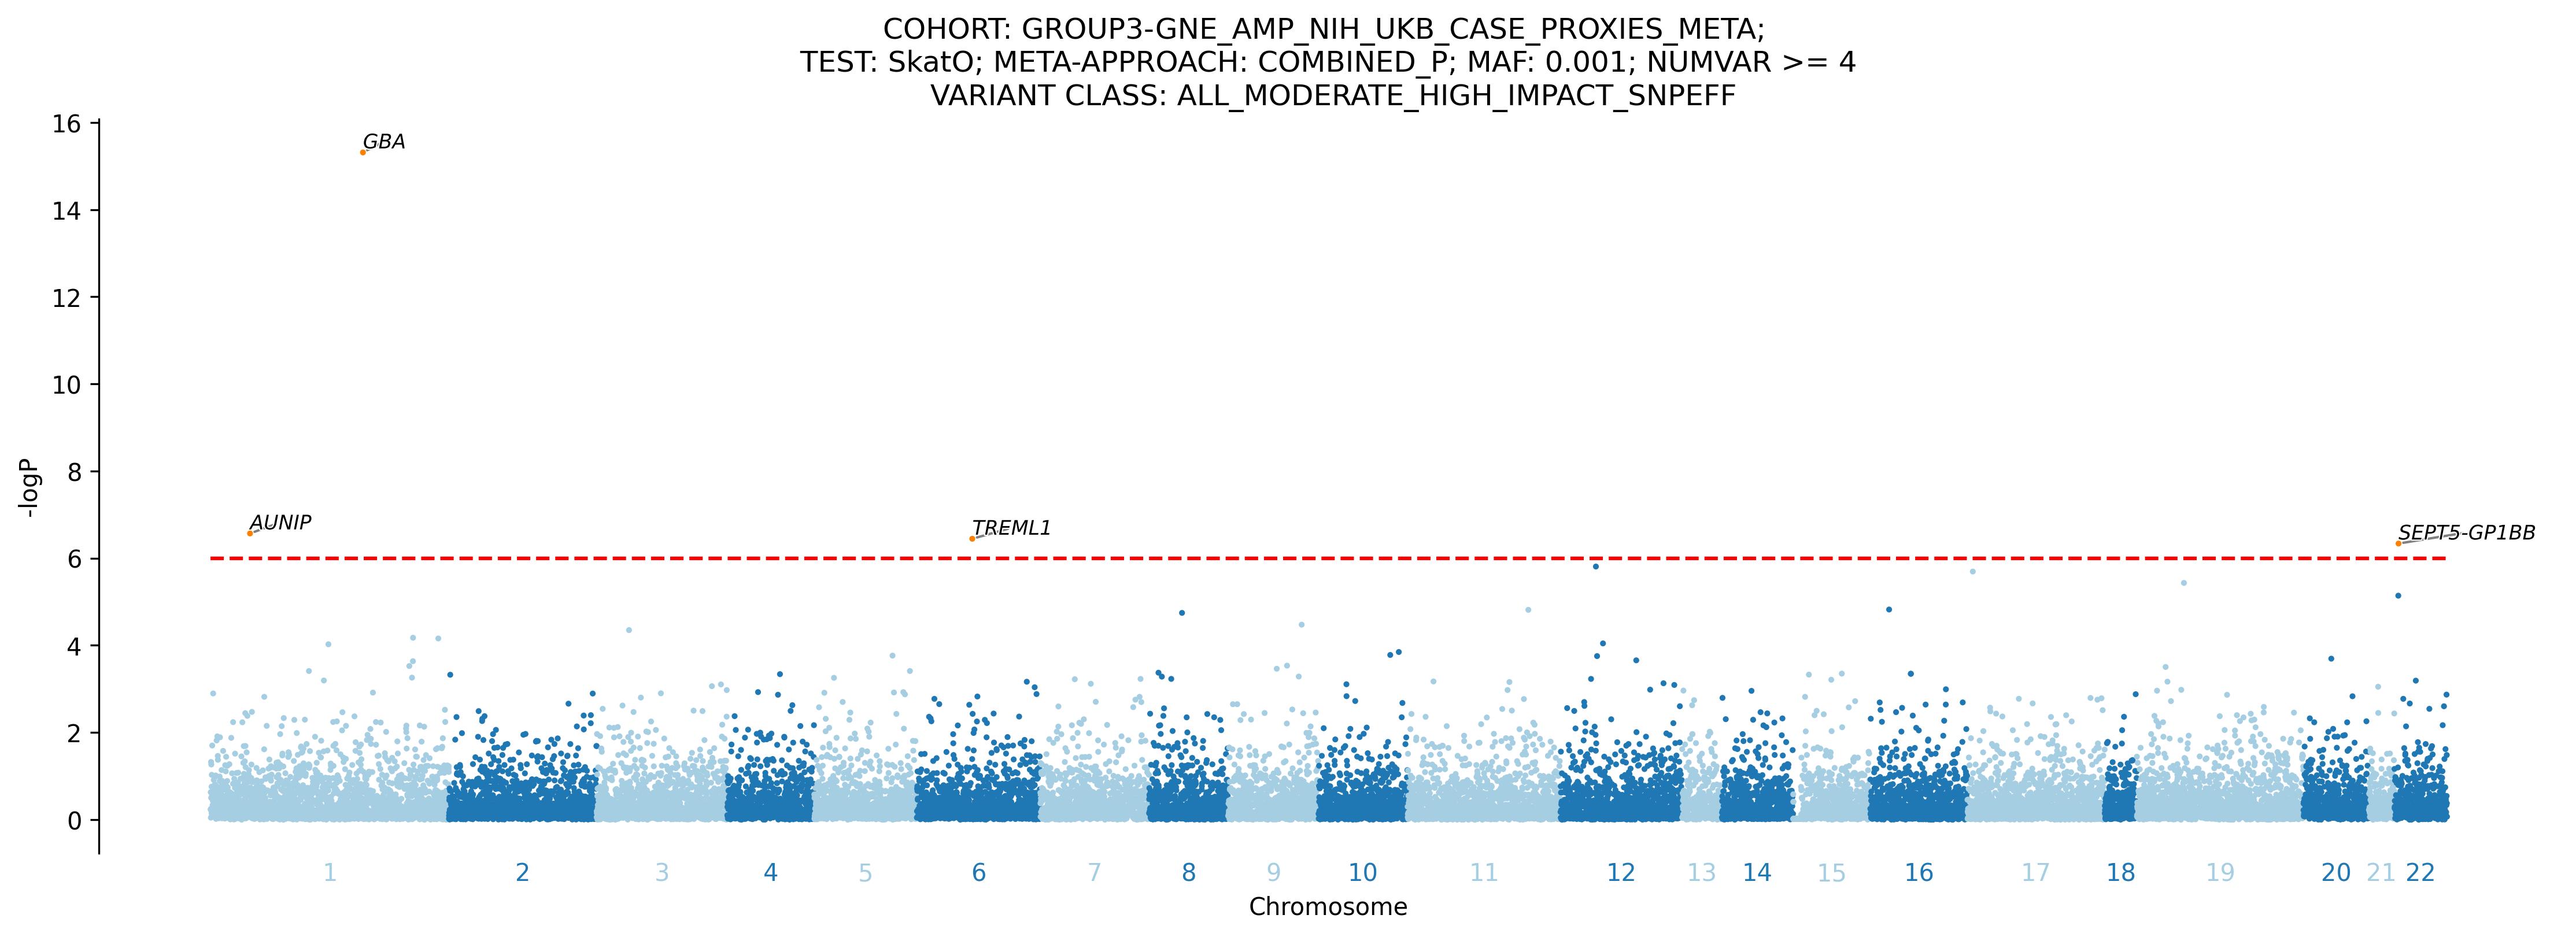 COHORT: GROUP3-GNE_AMP_NIH_UKB_CASE_PROXIES_META;
TEST: SkatO; META-APPROACH: COMBINED_P; MAF: 0.001; NUMVAR >= 4
VARIANT CLASS: ALL_MODERATE_HIGH_IMPACT_SNPEFF
16
GBA
14
12
10
8
-logP
AUNIP
TREML1
SEPT5-GP1BB
6
4
2
0
1 2 3 4 5 6 7 8 9 10 11 12 13 14 15 16 17 18 19 20 21 22
Chromosome